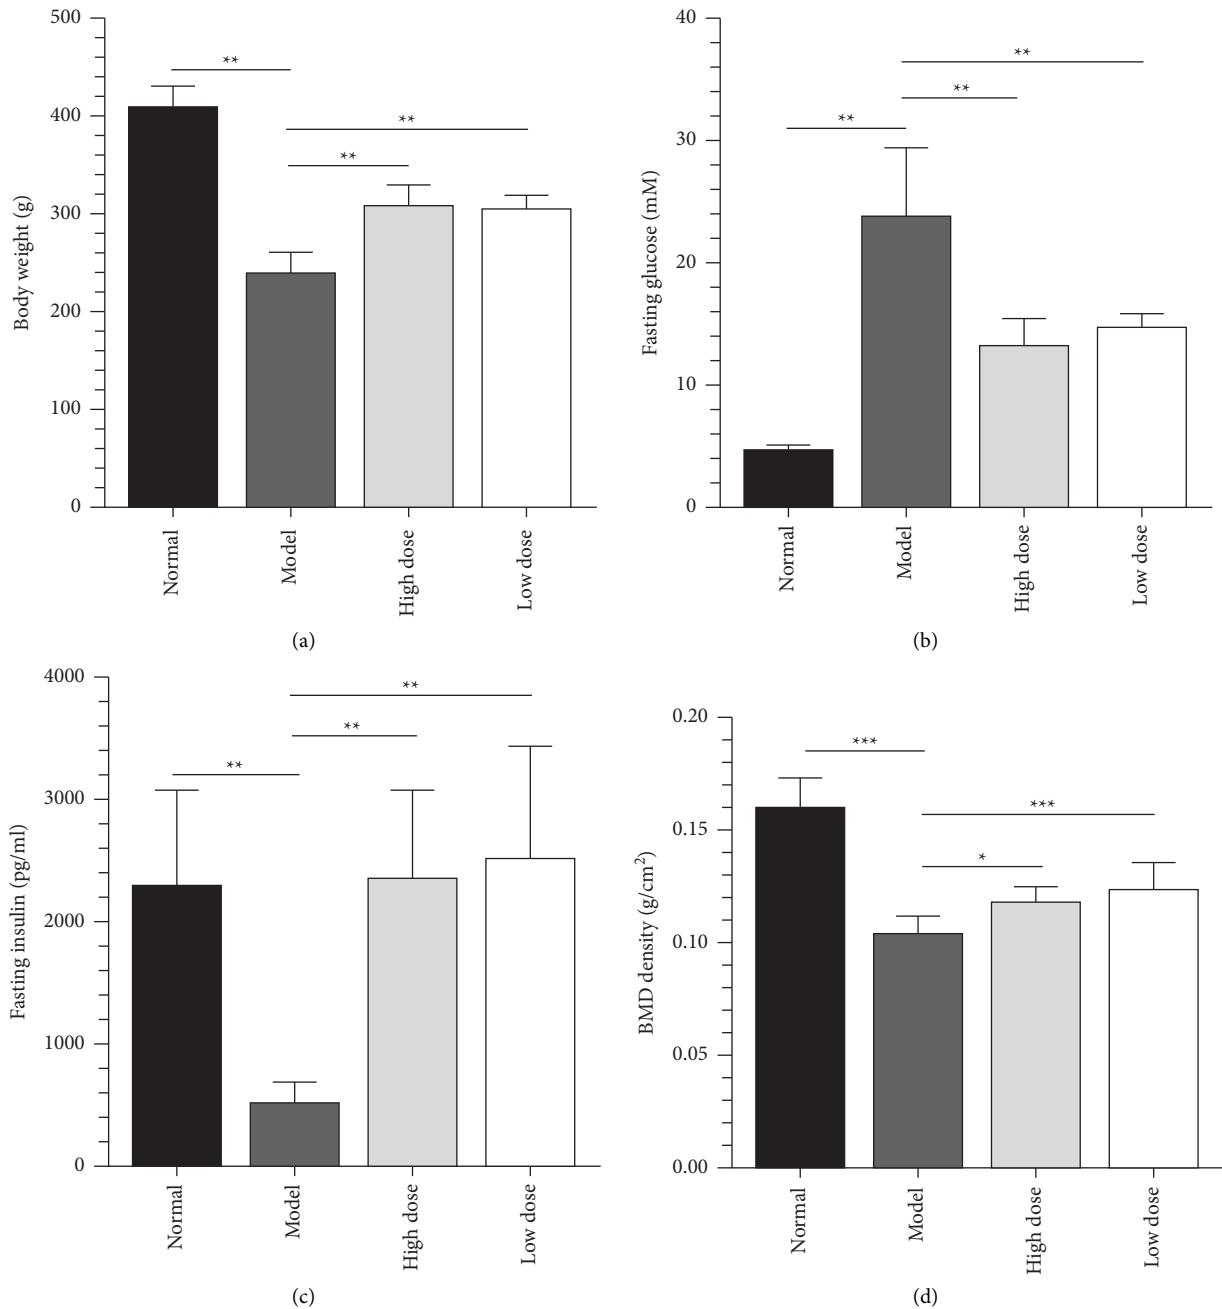 500
400
300
200
100
0
Body weight (g)
**
**
**
Normal
Model
High dose
Low dose
(a)
40
30
20
10
0
Fasting glucose (mM)
**
**
**
Normal
Model
High dose
Low dose
(b)
4000
3000
2000
1000
0
Fasting insulin (pg/ml)
**
**
**
Normal
Model
High dose
Low dose
(c)
0.20
0.15
0.10
0.05
0.00
BMD density (g/cm²)
***
***
*
Normal
Model
High dose
Low dose
(d)